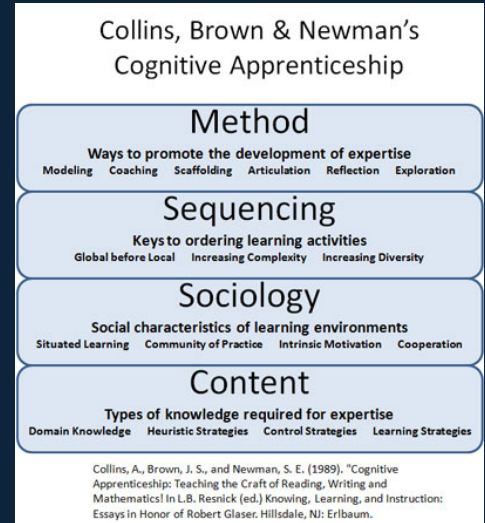 Collins, Brown & Newman's
Cognitive Apprenticeship
Method
Ways to promote the development of expertise
Modeling Coaching Scaffolding Articulation Reflection Exploration
Sequencing
Keys to ordering learning activities
Global before Local Increasing Complexity Increasing Diversity
Sociology
Social characteristics of learning environments
Situated Learning Community of Practice Intrinsic Motivation Cooperation
Content
Types of knowledge required for expertise
Domain Knowledge Heuristic Strategies Control Strategies Learning Strategies
Collins, A., Brown, J. S., and Newman, S. E. (1989). "Cognitive
Apprenticeship: Teaching the Craft of Reading, Writing and
Mathematics! In L.B. Resnick (ed.) Knowing, Learning, and Instruction:
Essays in Honor of Robert Glaser. Hillsdale, NJ: Erlbaum.